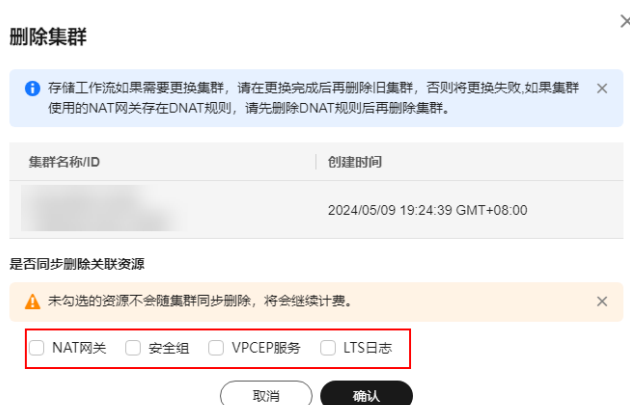 删除集群
存储工作流如果需要更换集群，请在更换完成后再删除旧集群，否则将更换失败,如果集群
使用的NAT网关存在DNAT规则，请先删除DNAT规则后再删除集群。
集群名称/ID
创建时间
2024/05/09 19:24:39 GMT+08:00
是否同步删除关联资源
未勾选的资源不会随集群同步删除，将会继续计费。
NAT网关 安全组 VPCEP服务 LTS日志
取消 确认